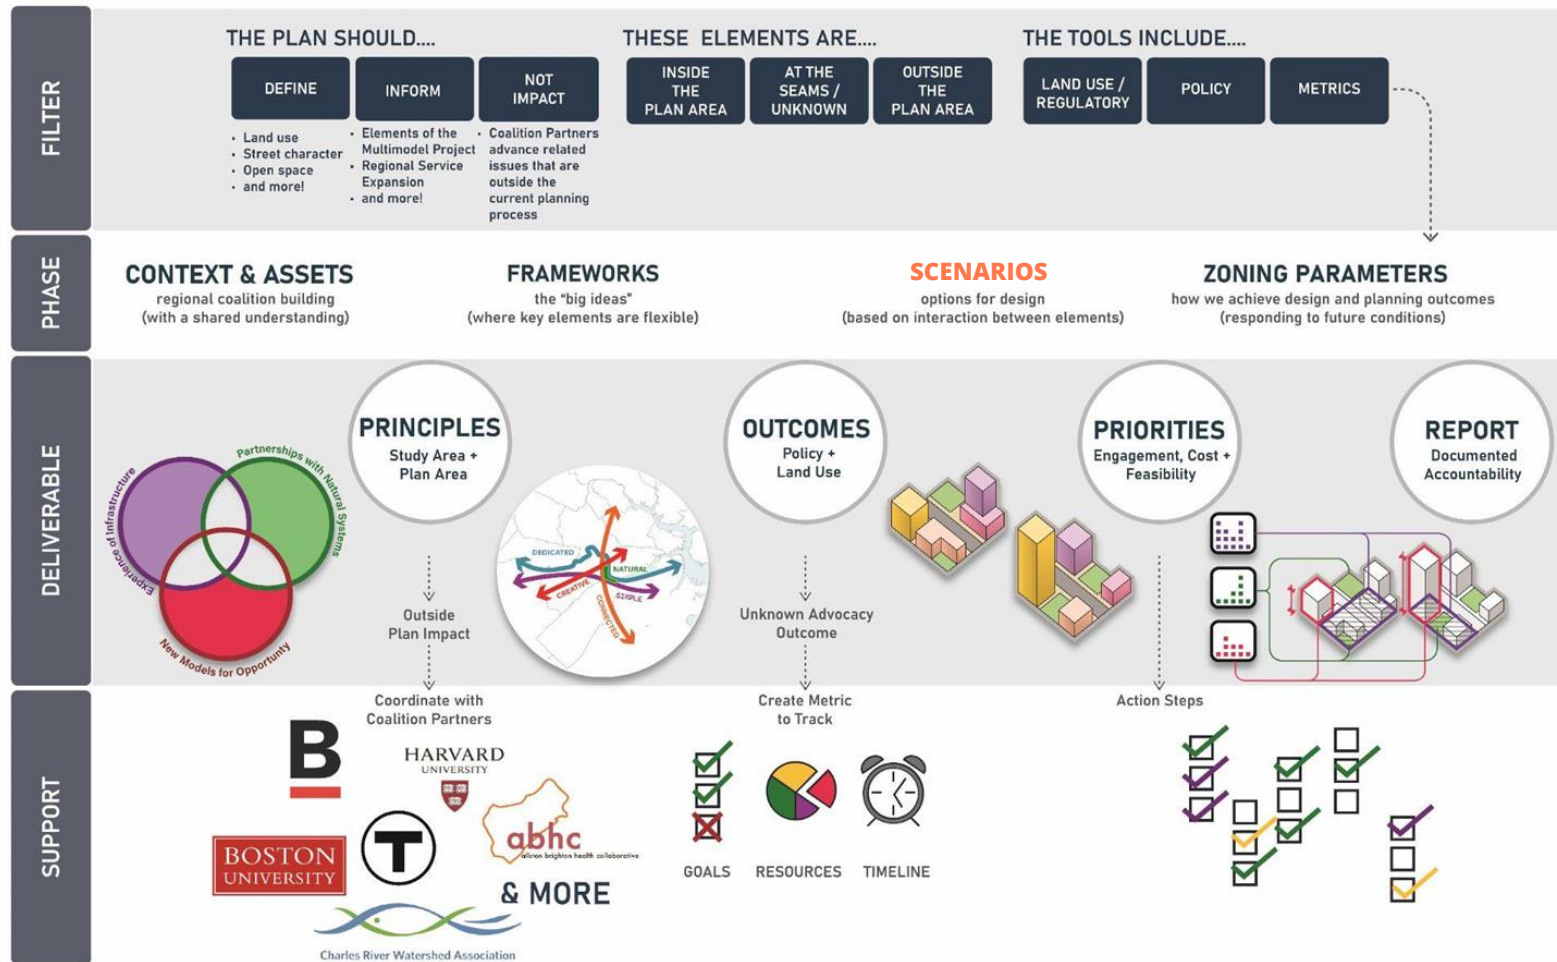 FILTER
THE PLAN SHOULD....
DEFINE
• Land use
• Street character
• Open space
• and more!
INFORM
• Elements of the
Multimodel Project
• Regional Service
Expansion
• and more!
NOT
IMPACT
• Coalition Partners
advance related
issues that are
outside the
current planning
process
THESE ELEMENTS ARE....
INSIDE
THE
PLAN AREA
AT THE
SEAMS /
UNKNOWN
OUTSIDE
THE
PLAN AREA
THE TOOLS INCLUDE....
LAND USE /
REGULATORY
POLICY
METRICS
PHASE
CONTEXT & ASSETS
regional coalition building
(with a shared understanding)
FRAMEWORKS
the "big ideas"
(where key elements are flexible)
SCENARIOS
options for design
(based on interaction between elements)
ZONING PARAMETERS
how we achieve design and planning outcomes
(responding to future conditions)
DELIVERABLE
Experience of Infrastructure
Partnerships with Natural Systems
New Models for Opportunty
PRINCIPLES
Study Area +
Plan Area
Outside
Plan Impact
DEDICATED
NATURAL
CREATIVE
SIMPLE
CONNECTED
OUTCOMES
Policy +
Land Use
Unknown Advocacy
Outcome
PRIORITIES
Engagement, Cost +
Feasibility
REPORT
Documented
Accountability
SUPPORT
Coordinate with
Coalition Partners
B
HARVARD
UNIVERSITY
BOSTON
UNIVERSITY
T
abhc
allston brighton health collaborative
& MORE
Charles River Watershed Association
Create Metric
to Track
GOALS
RESOURCES
TIMELINE
Action Steps